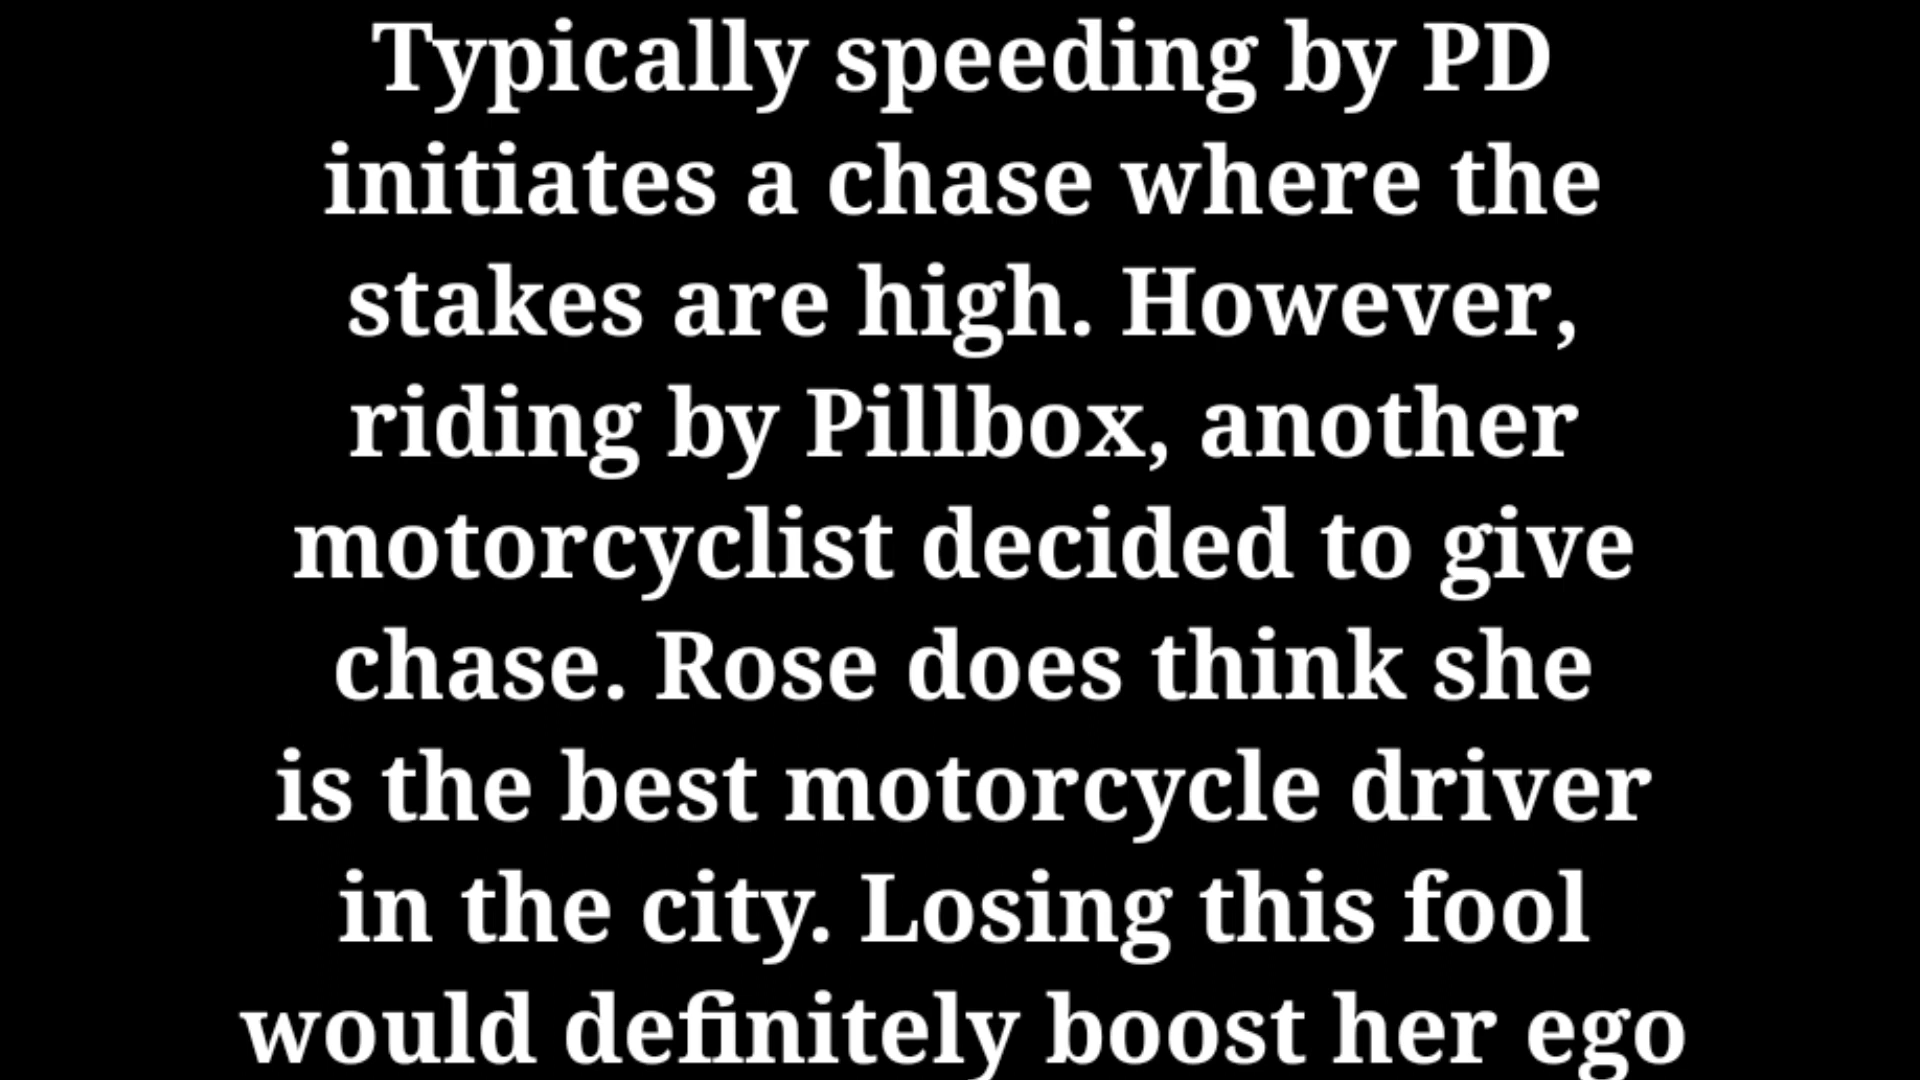 Typically speeding by PD
initiates a chase where the
stakes are high. However,
riding by Pillbox, another
motorcyclist decided to give
chase. Rose does think she
is the best motorcycle driver
in the city. Losing this fool
would definitely boost her ego